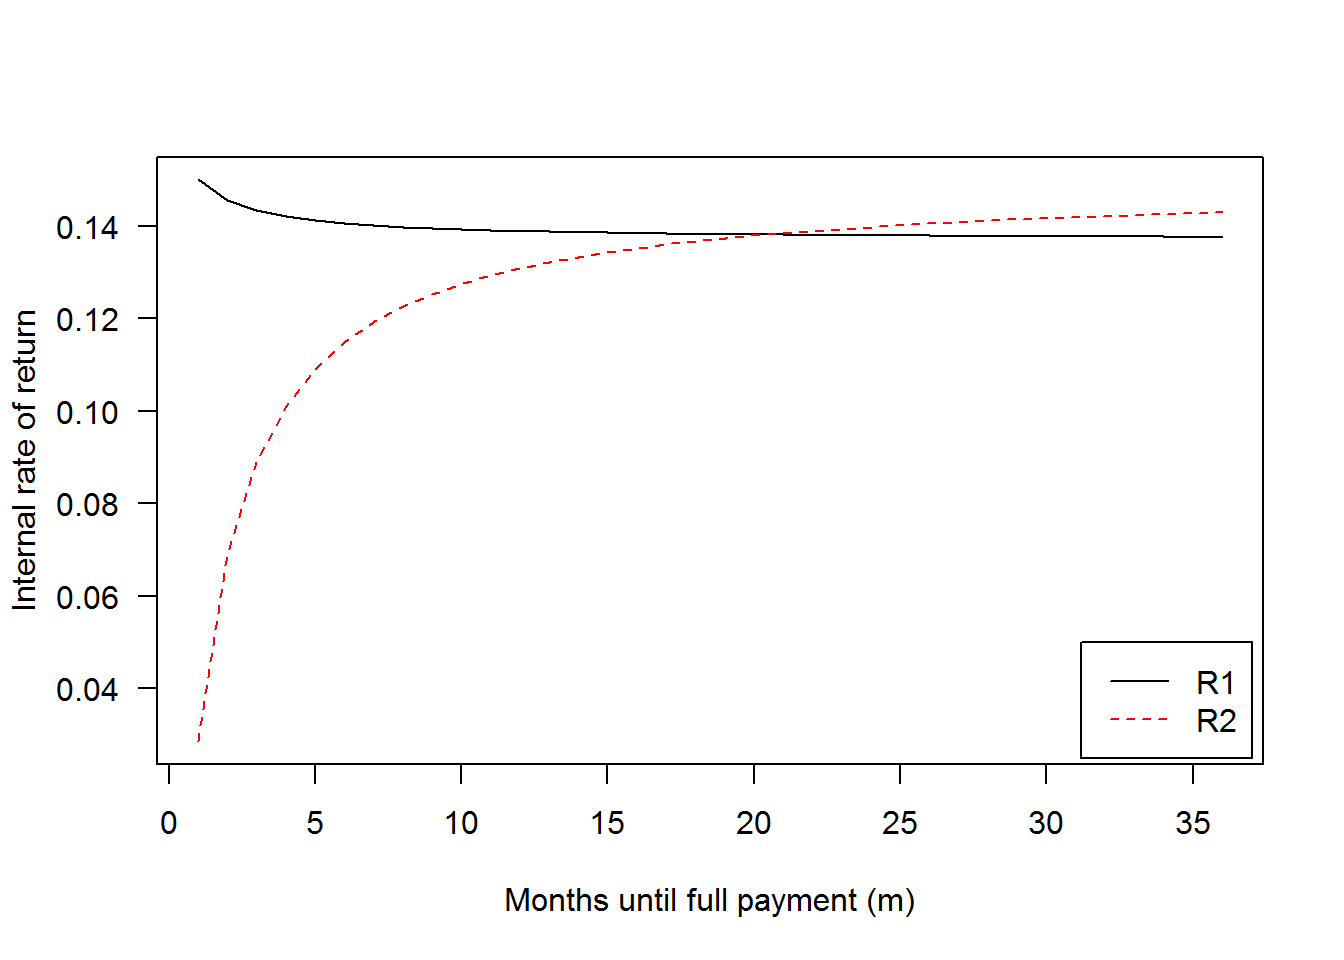 Internal rate of return
0.14
0.12
0.10
0.08
0.06
0.04
R1
R2
0 5 10 15 20 25 30 35
Months until full payment (m)